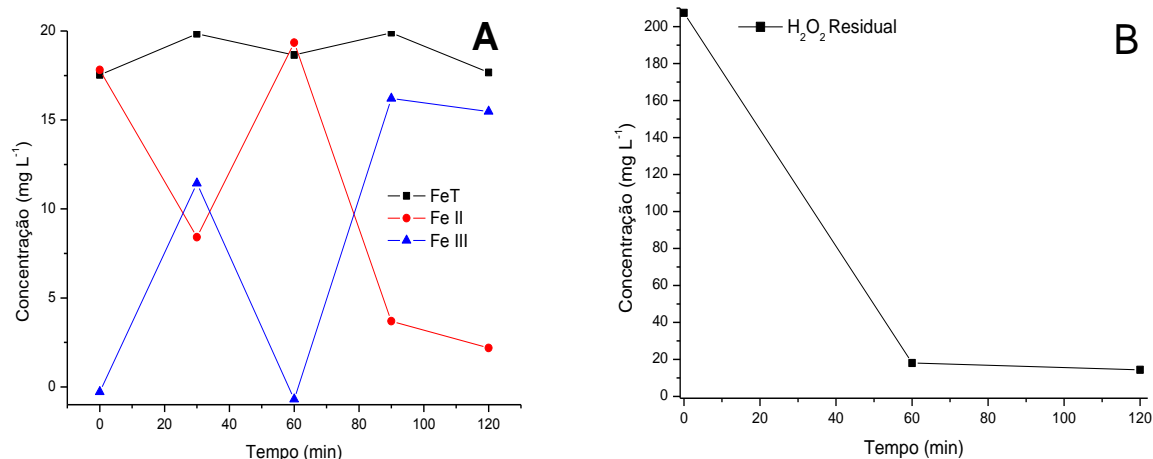 A
20
15
10
5
0
Concentração (mg L⁻¹)
FeT
Fe II
Fe III
0 20 40 60 80 100 120
Tempo (min)
B
H₂O₂ Residual
200
180
160
140
120
100
80
60
40
20
0
Concentração (mg L⁻¹)
0 20 40 60 80 100 120
Tempo (min)